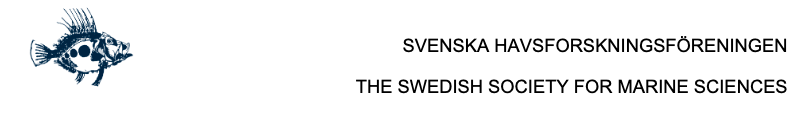 SVENSKA HAVSFORSKNINGSFÖRENINGEN
THE SWEDISH SOCIETY FOR MARINE SCIENCES